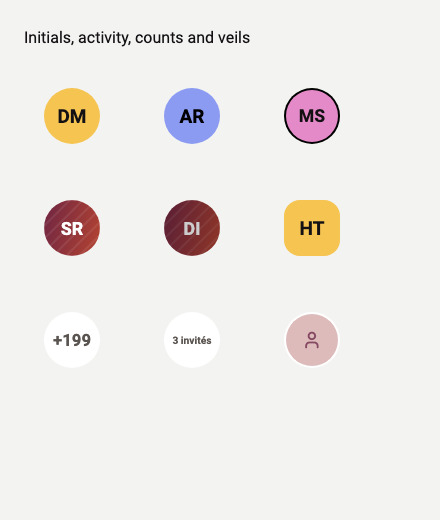 Initials, activity, counts and veils
DM
AR
MS
SR
DI
HT
+199
3 invités